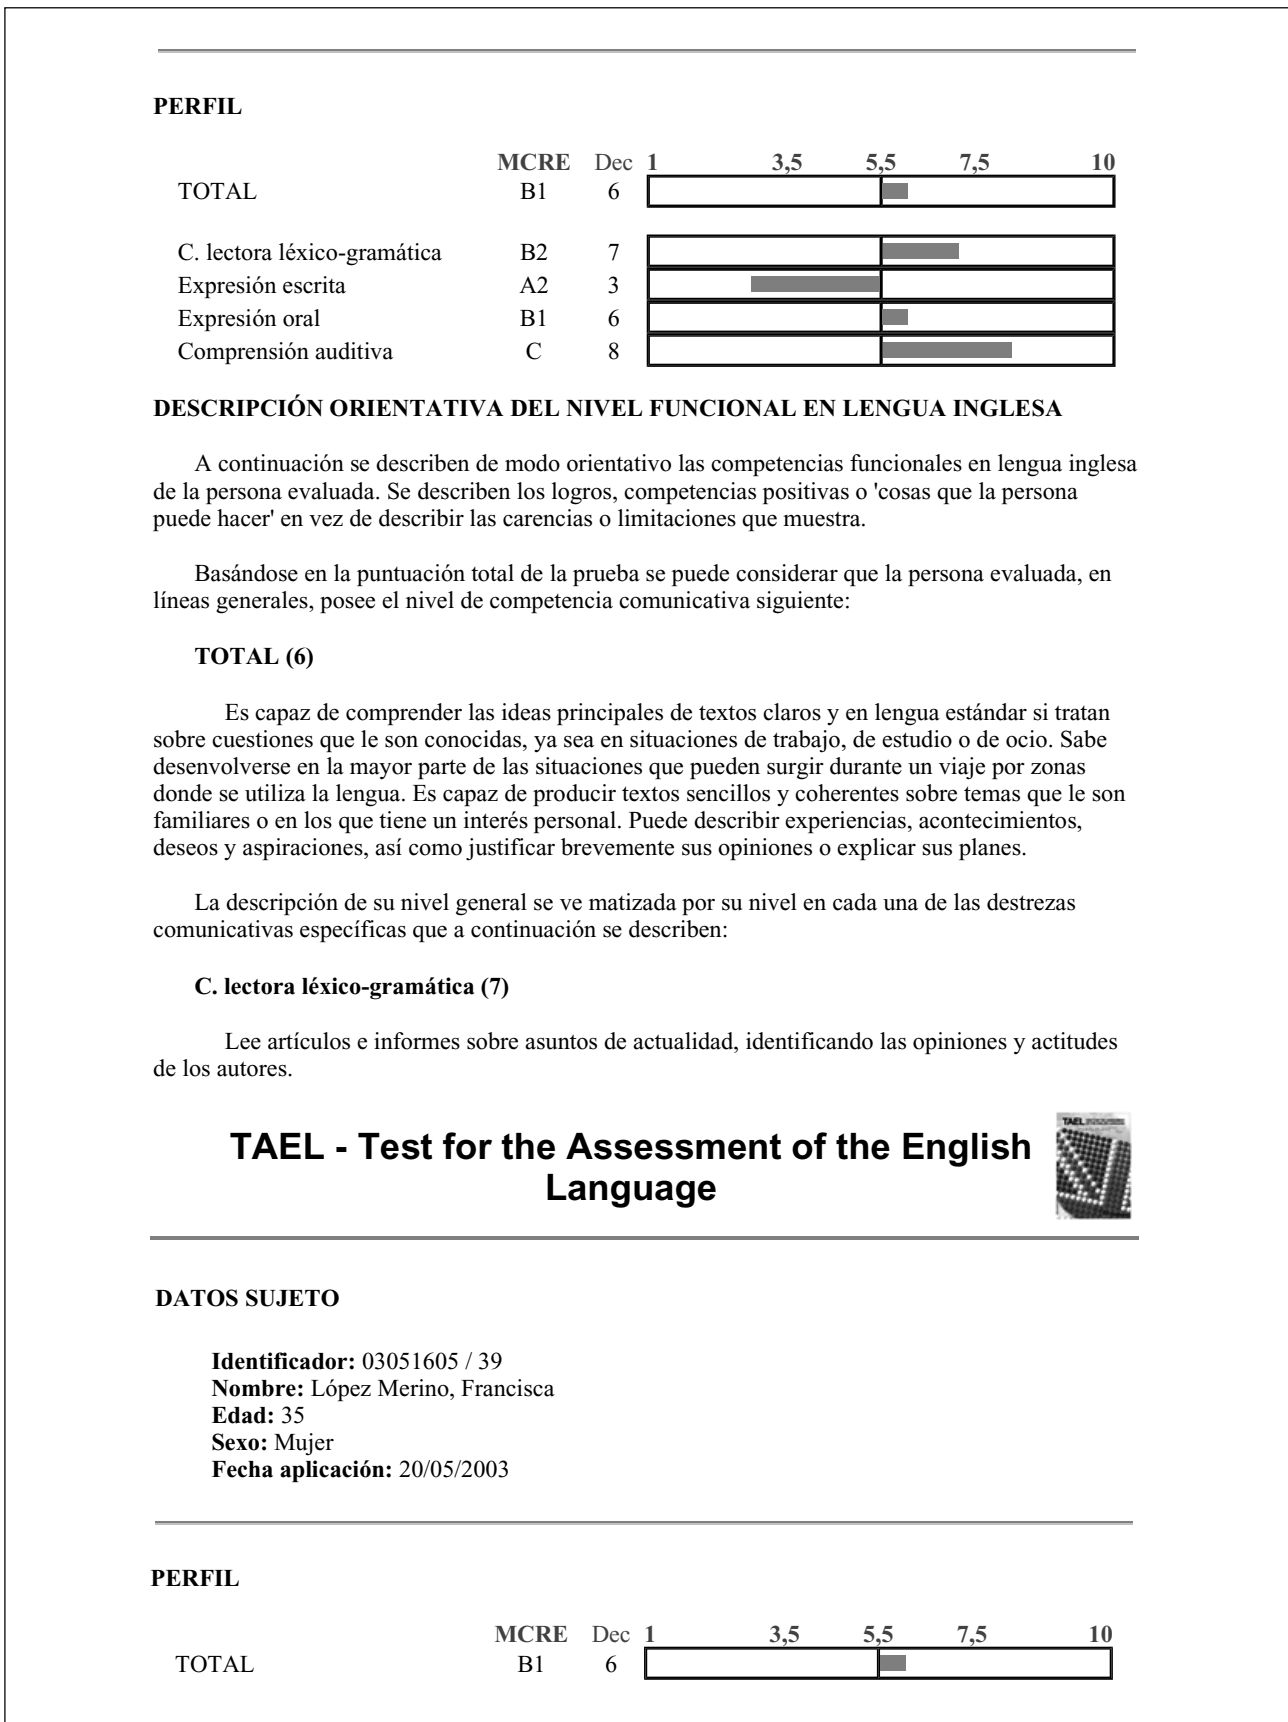 PERFIL
MCRE Dec 1 3,5 5,5 7,5 10
TOTAL B1 6
C. lectora léxico-gramática B2 7
Expresión escrita A2 3
Expresión oral B1 6
Comprensión auditiva C 8
DESCRIPCIÓN ORIENTATIVA DEL NIVEL FUNCIONAL EN LENGUA INGLESA
A continuación se describen de modo orientativo las competencias funcionales en lengua inglesa
de la persona evaluada. Se describen los logros, competencias positivas o 'cosas que la persona
puede hacer' en vez de describir las carencias o limitaciones que muestra.
Basándose en la puntuación total de la prueba se puede considerar que la persona evaluada, en
líneas generales, posee el nivel de competencia comunicativa siguiente:
TOTAL (6)
Es capaz de comprender las ideas principales de textos claros y en lengua estándar si tratan
sobre cuestiones que le son conocidas, ya sea en situaciones de trabajo, de estudio o de ocio. Sabe
desenvolverse en la mayor parte de las situaciones que pueden surgir durante un viaje por zonas
donde se utiliza la lengua. Es capaz de producir textos sencillos y coherentes sobre temas que le son
familiares o en los que tiene un interés personal. Puede describir experiencias, acontecimientos,
deseos y aspiraciones, así como justificar brevemente sus opiniones o explicar sus planes.
La descripción de su nivel general se ve matizada por su nivel en cada una de las destrezas
comunicativas específicas que a continuación se describen:
C. lectora léxico-gramática (7)
Lee artículos e informes sobre asuntos de actualidad, identificando las opiniones y actitudes
de los autores.
TAEL - Test for the Assessment of the English
Language
TAEL
DATOS SUJETO
Identificador: 03051605 / 39
Nombre: López Merino, Francisca
Edad: 35
Sexo: Mujer
Fecha aplicación: 20/05/2003
PERFIL
MCRE Dec 1 3,5 5,5 7,5 10
TOTAL B1 6